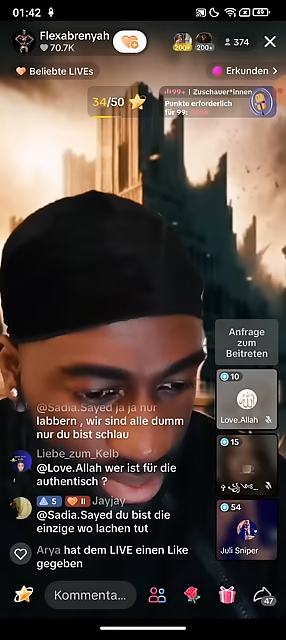 01:42
49
Flexabrenyah
70.7K
200+
200+
374
Beliebte LIVEs
Erkunden
34/50
99+ | Zuschauer*innen
Punkte erforderlich
für 99:
Anfrage
zum
Beitreten
10
Love.Allah
15
54
Juli Sniper
@Sadia.Sayed ja ja nur
labbern , wir sind alle dumm
nur du bist schlau
Liebe_zum_Kelb
@Love.Allah wer ist für die
authentisch ?
5 II Jayjay
@Sadia.Sayed du bist die
einzige wo lachen tut
Arya hat dem LIVE einen Like
gegeben
Kommenta...
47